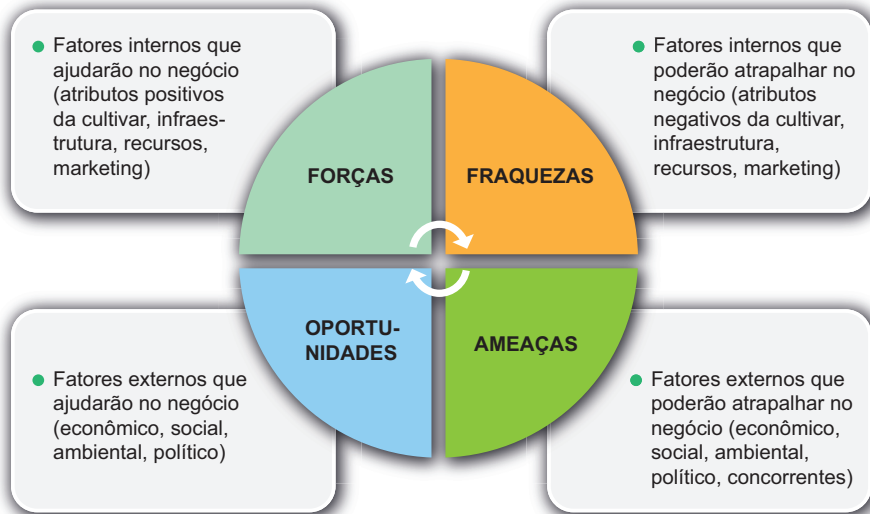 Fatores internos que
ajudarão no negócio
(atributos positivos
da cultivar, infraes-
trutura, recursos,
marketing)
Fatores internos que
poderão atrapalhar no
negócio (atributos
negativos da cultivar,
infraestrutura,
recursos, marketing)
FORÇAS
FRAQUEZAS
OPORTU-
NIDADES
AMEAÇAS
Fatores externos que
ajudarão no negócio
(econômico, social,
ambiental, político)
Fatores externos que
poderão atrapalhar no
negócio (econômico,
social, ambiental,
político, concorrentes)